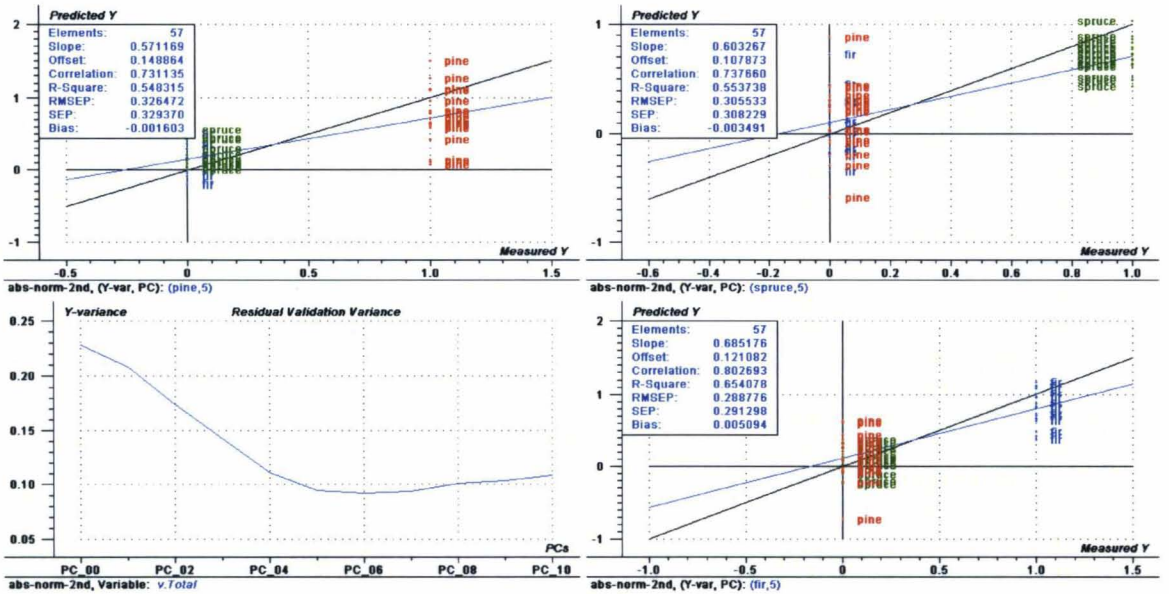 Predicted Y
Elements: 57
Slope: 0.571169
Offset: 0.148864
Correlation: 0.731135
R-Square: 0.548315
RMSEP: 0.326472
SEP: 0.329370
Bias: -0.001603
2
1
0
-1
pine
pine
pine
pine
pine
pine
spruce
fir
Measured Y
-0.5
0
0.5
1.0
1.5
abs-norm-2nd, (Y-var, PC): (pine,5)
Predicted Y
Elements: 57
Slope: 0.603267
Offset: 0.107873
Correlation: 0.737660
R-Square: 0.553738
RMSEP: 0.305533
SEP: 0.308229
Bias: -0.003491
1
0
-1
pine
fir
pine
pine
pine
fir
pine
spruce
spruce
spruce
spruce
Measured Y
-0.6
-0.4
-0.2
0
0.2
0.4
0.6
0.8
1.0
abs-norm-2nd, (Y-var, PC): (spruce,5)
Y-variance
Residual Validation Variance
0.25
0.20
0.15
0.10
0.05
PCs
PC_00
PC_02
PC_04
PC_06
PC_08
PC_10
abs-norm-2nd, Variable: v.Total
Predicted Y
Elements: 57
Slope: 0.685176
Offset: 0.121082
Correlation: 0.802693
R-Square: 0.654078
RMSEP: 0.288776
SEP: 0.291298
Bias: 0.005094
2
1
0
-1
pine
pine
spruce
spruce
pine
fir
Measured Y
-1.0
-0.5
0
0.5
1.0
1.5
abs-norm-2nd, (Y-var, PC): (fir,5)